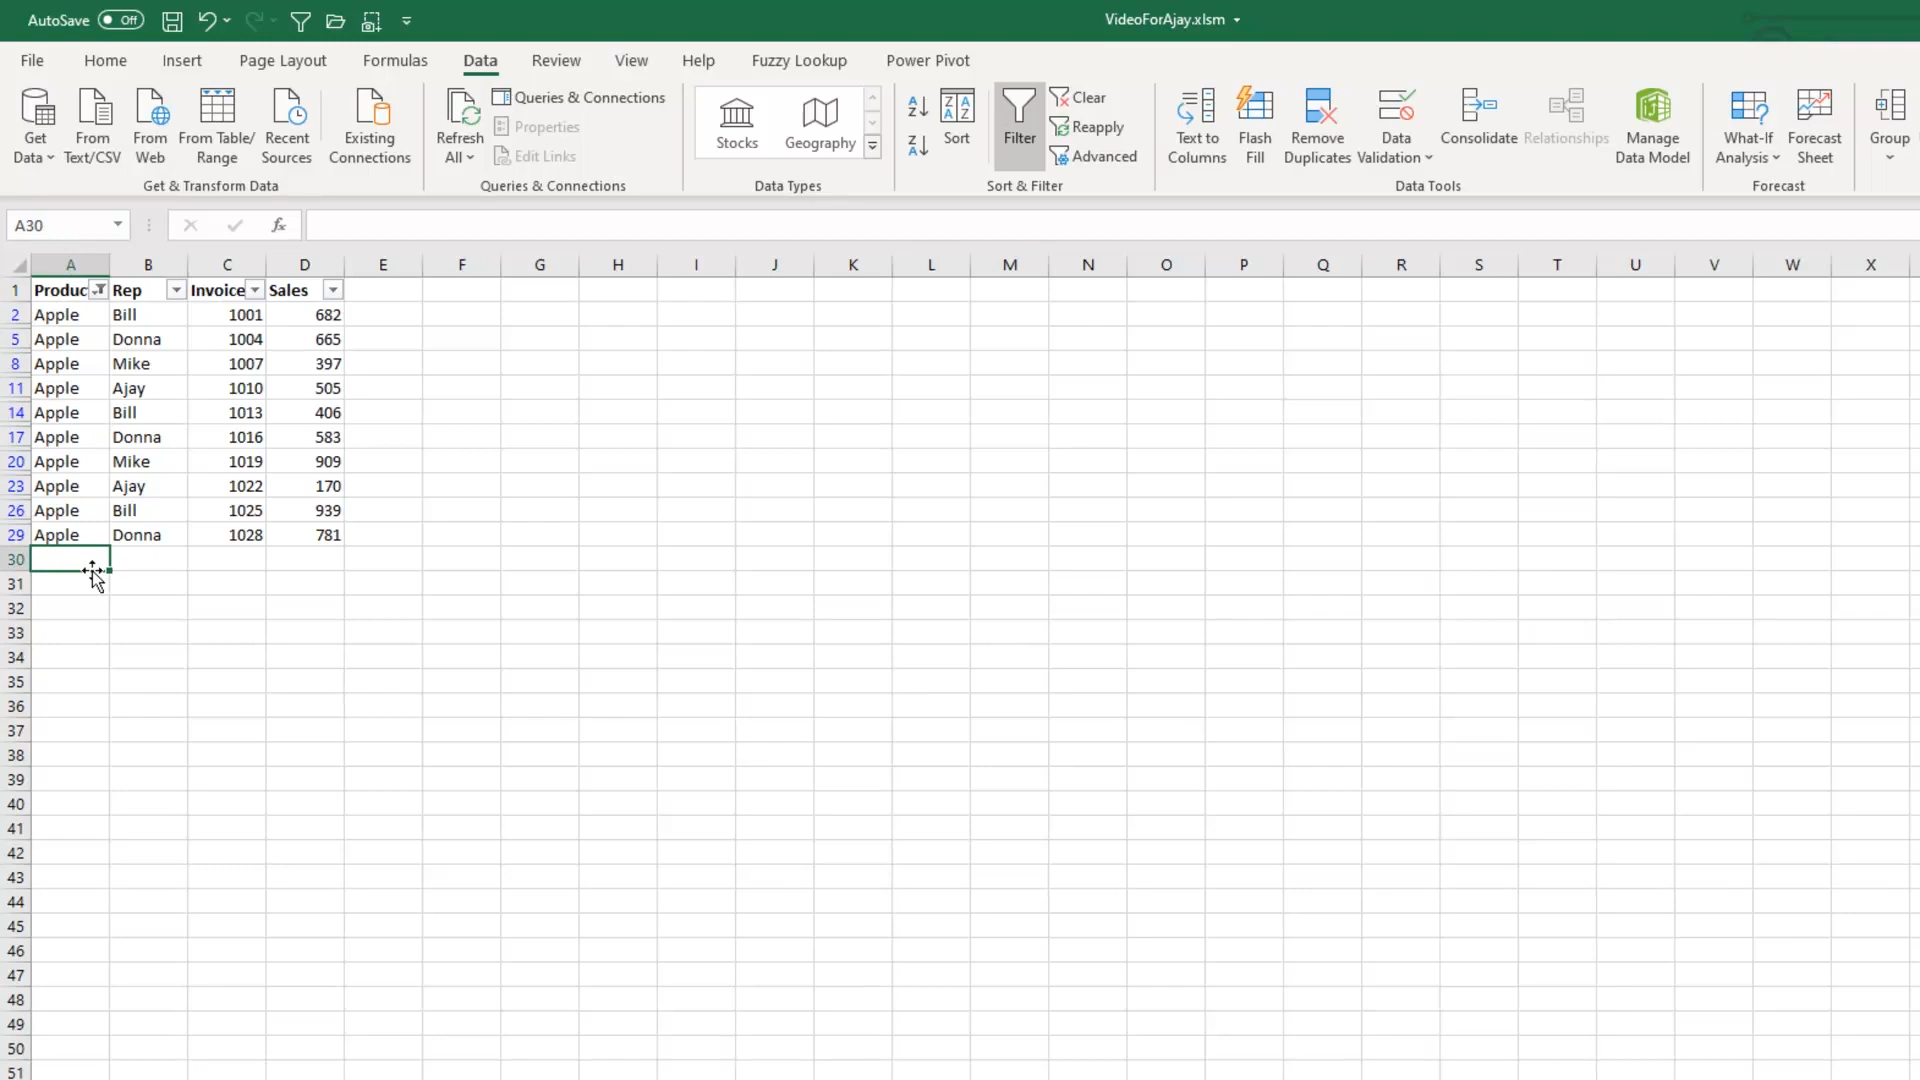 AutoSave Off VideoForAjay.xlsm
File Home Insert Page Layout Formulas Data Review View Help Fuzzy Lookup Power Pivot
Get Data From Text/CSV From Web From Table/Range Recent Sources Existing Connections
Get & Transform Data
Refresh All Queries & Connections
Properties
Edit Links
Queries & Connections
Stocks Geography
Data Types
Sort
Filter
Clear
Reapply
Advanced
Sort & Filter
Text to Columns Flash Fill Remove Duplicates Data Validation Consolidate Relationships Manage Data Model
Data Tools
What-If Analysis Forecast Sheet
Forecast
Group
A30 fx
A B C D E F G H I J K L M N O P Q R S T U V W X
1 Produc Rep Invoice Sales
2 Apple Bill 1001 682
5 Apple Donna 1004 665
8 Apple Mike 1007 397
11 Apple Ajay 1010 505
14 Apple Bill 1013 406
17 Apple Donna 1016 583
20 Apple Mike 1019 909
23 Apple Ajay 1022 170
26 Apple Bill 1025 939
29 Apple Donna 1028 781
30
31
32
33
34
35
36
37
38
39
40
41
42
43
44
45
46
47
48
49
50
51